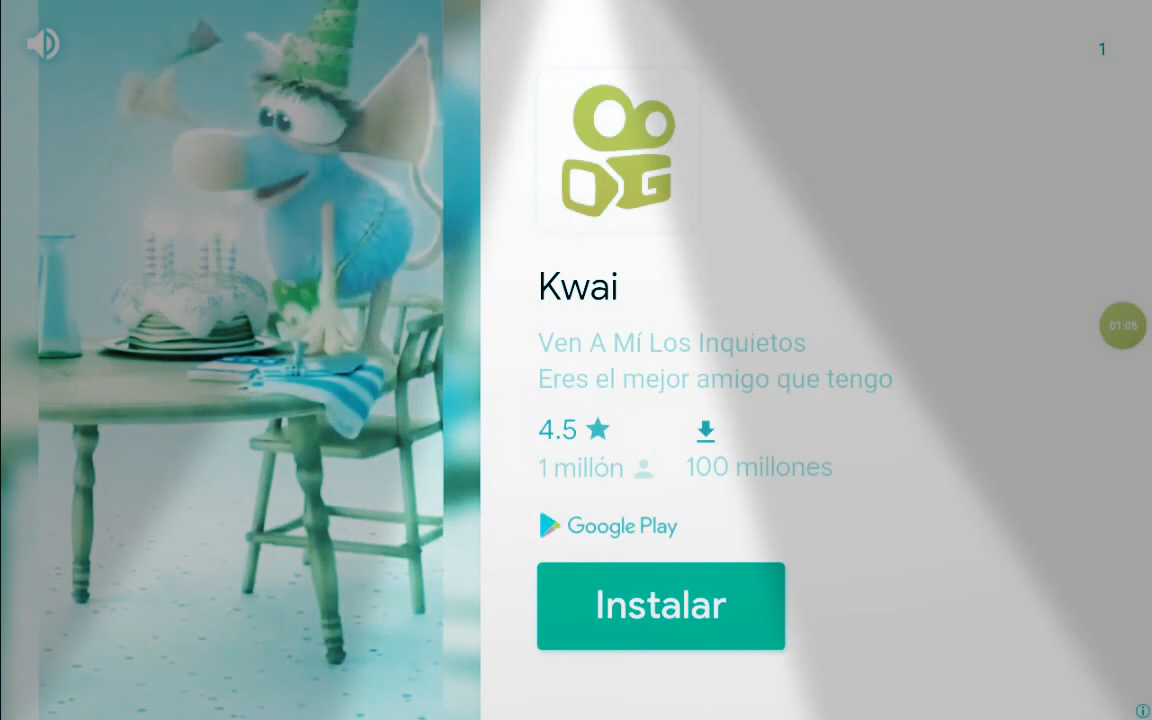 1
Kwai
Ven A Mí Los Inquietos
Eres el mejor amigo que tengo
4.5
1 millón
100 millones
Google Play
Instalar
01:05